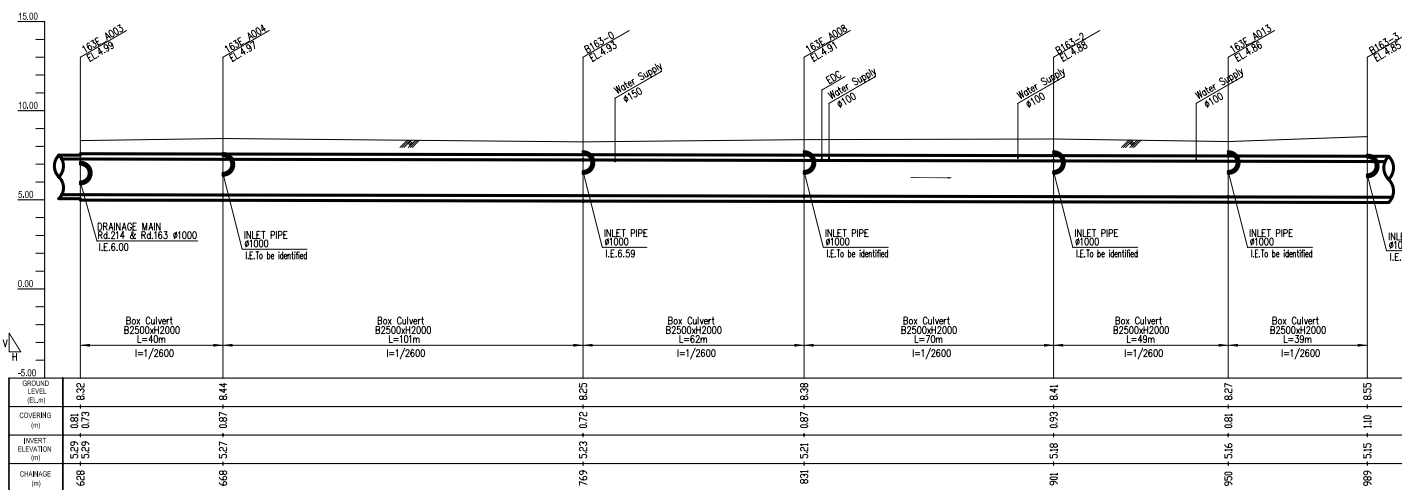 15.00
10.00
5.00
0.00
-5.00
163F_A003
EL.4.99
163F_A004
EL.4.97
B163-0
EL.4.93
163F_A008
EL.4.91
B163-2
EL.4.88
163F_A013
EL.4.86
B163-3
EL.4.85
Water Supply
ø150
EDC
Water Supply
ø100
Water Supply
ø100
Water Supply
ø100
DRAINAGE MAIN
Rd.214 & Rd.163 ø1000
I.E.6.00
INLET PIPE
ø1000
I.E.To be identified
INLET PIPE
ø1000
I.E.6.59
INLET PIPE
ø1000
I.E.To be identified
INLET PIPE
ø1000
I.E.To be identified
INLET PIPE
ø1000
I.E.To be identified
V
H
Box Culvert
B2500xH2000
L=40m
I=1/2600
Box Culvert
B2500xH2000
L=101m
I=1/2600
Box Culvert
B2500xH2000
L=62m
I=1/2600
Box Culvert
B2500xH2000
L=70m
I=1/2600
Box Culvert
B2500xH2000
L=49m
I=1/2600
Box Culvert
B2500xH2000
L=39m
I=1/2600
GROUND
LEVEL
(EL.m)
8.32
8.44
8.25
8.38
8.41
8.27
8.55
COVERING
(m)
0.81
0.73
0.87
0.72
0.87
0.93
0.81
1.10
INVERT
ELEVATION
(m)
5.29
5.29
5.27
5.23
5.21
5.18
5.16
5.15
CHAINAGE
(m)
628
668
769
831
901
950
989